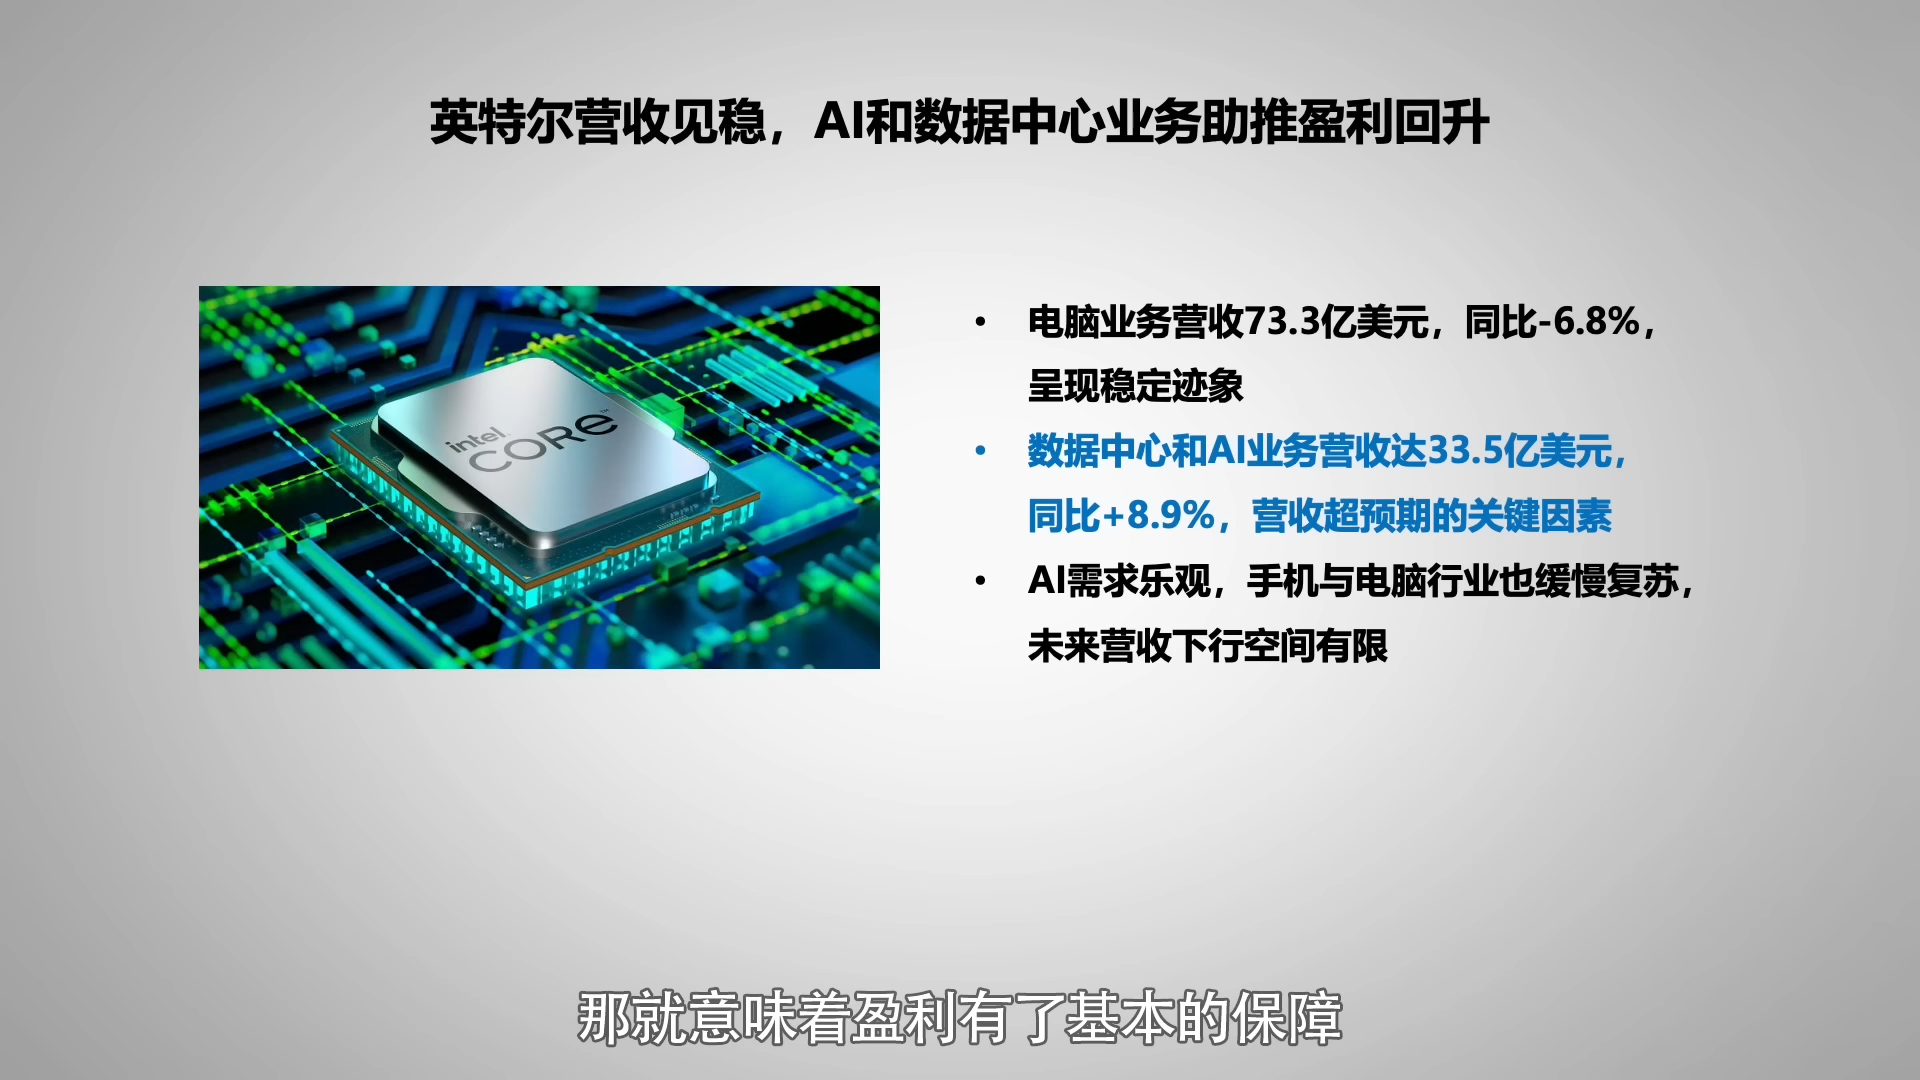 英特尔营收见稳，AI和数据中心业务助推盈利回升
intel.
CORE™
• 电脑业务营收73.3亿美元，同比-6.8%，
呈现稳定迹象
• 数据中心和AI业务营收达33.5亿美元，
同比+8.9%，营收超预期的关键因素
• AI需求乐观，手机与电脑行业也缓慢复苏，
未来营收下行空间有限
那就意味着盈利有了基本的保障